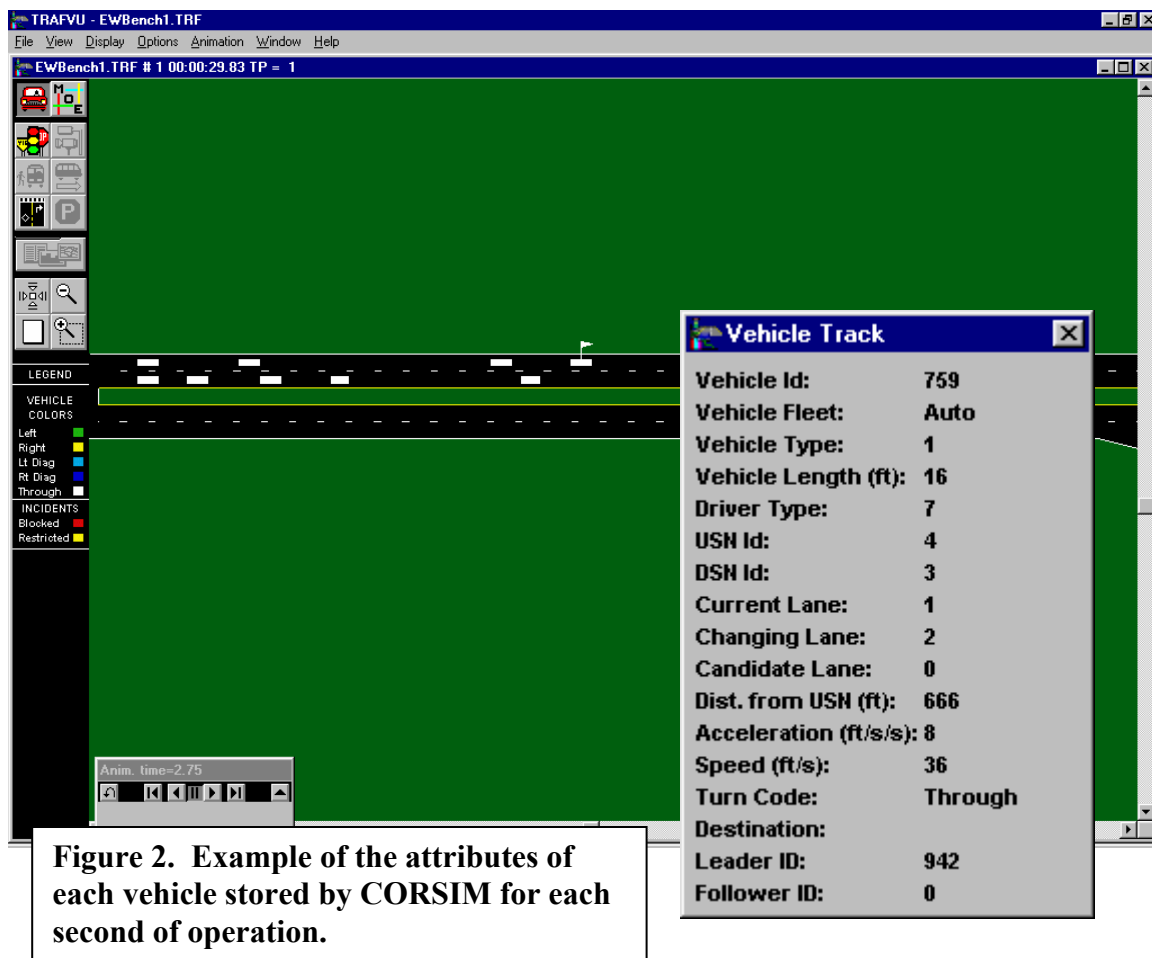 TRAFVU - EWBench1.TRF
File View Display Options Animation Window Help
EWBench1.TRF # 1 00:00:29.83 TP = 1
M
O
E
P
LEGEND
VEHICLE
COLORS
Left
Right
Lt Diag
Rt Diag
Through
INCIDENTS
Blocked
Restricted
Vehicle Track
Vehicle Id: 759
Vehicle Fleet: Auto
Vehicle Type: 1
Vehicle Length (ft): 16
Driver Type: 7
USN Id: 4
DSN Id: 3
Current Lane: 1
Changing Lane: 2
Candidate Lane: 0
Dist. from USN (ft): 666
Acceleration (ft/s/s): 8
Speed (ft/s): 36
Turn Code: Through
Destination:
Leader ID: 942
Follower ID: 0
Anim. time=2.75
Figure 2. Example of the attributes of
each vehicle stored by CORSIM for each
second of operation.